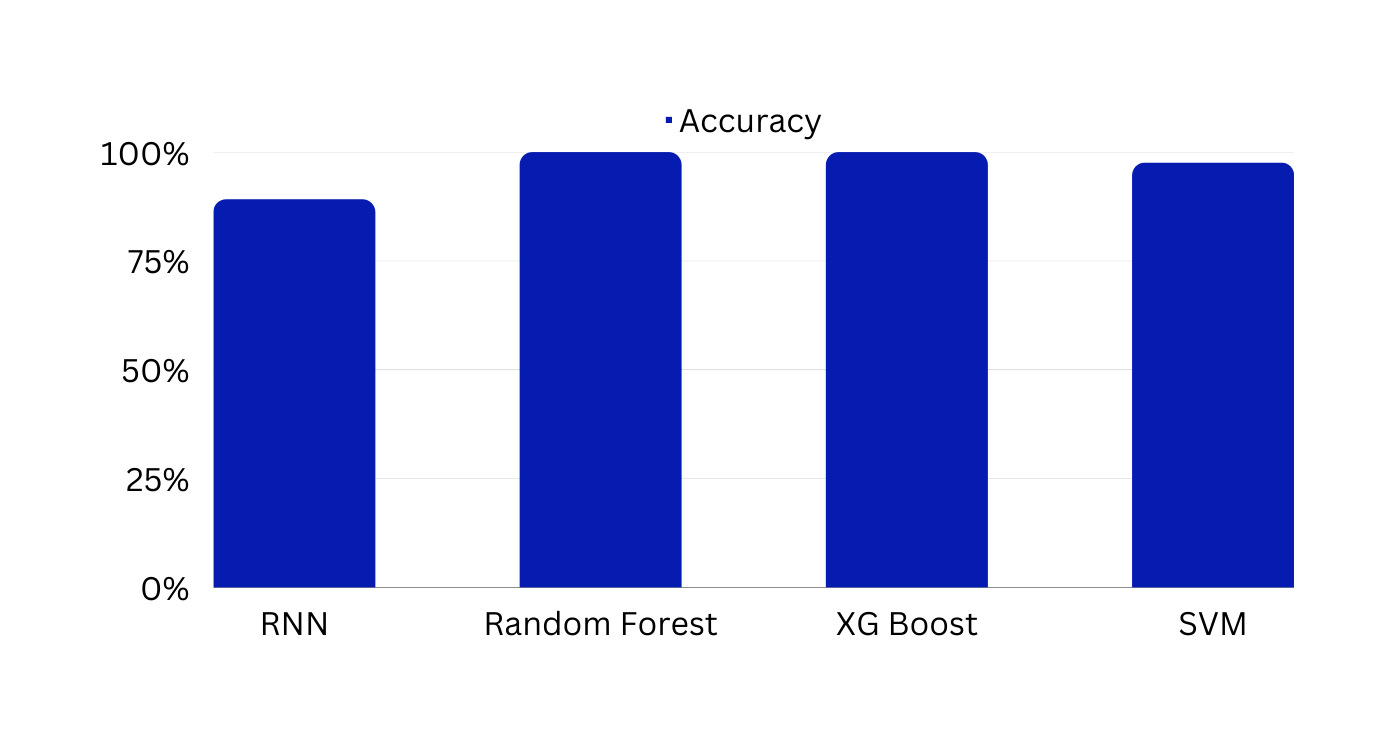 Accuracy
100%
75%
50%
25%
0%
RNN Random Forest XG Boost SVM